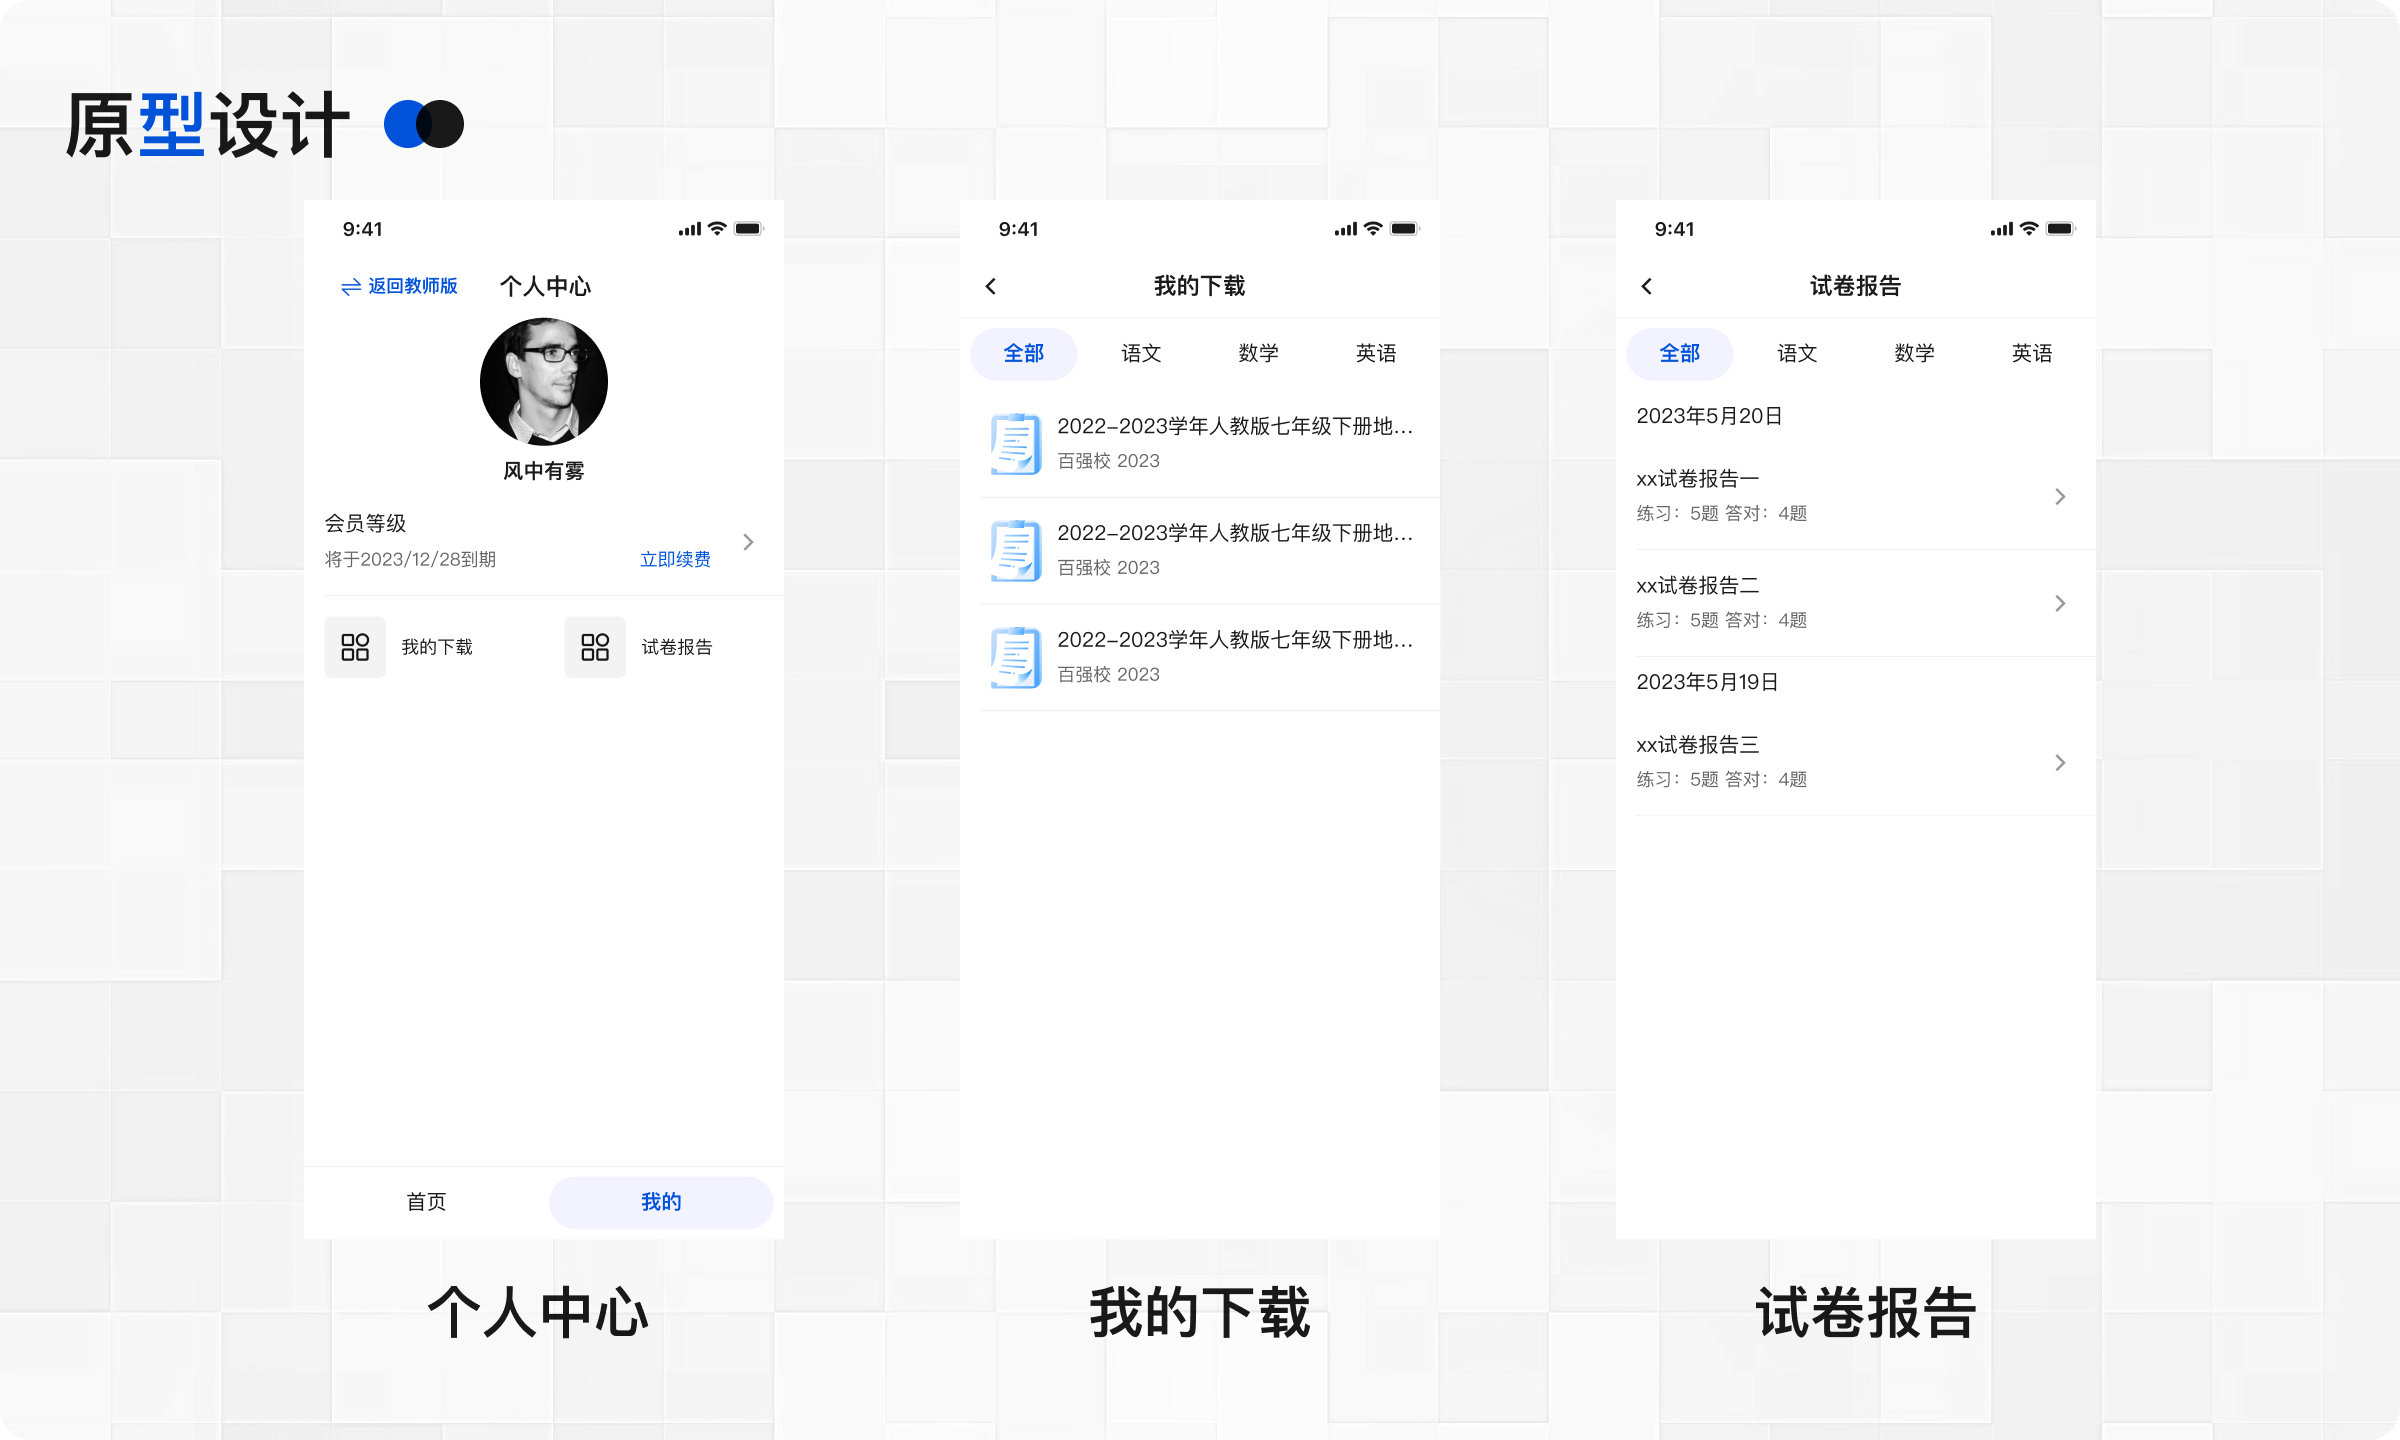 原型设计
9:41
返回教师版 个人中心
风中有雾
会员等级
将于2023/12/28到期 立即续费
我的下载 试卷报告
首页 我的
个人中心
9:41
我的下载
全部 语文 数学 英语
2022-2023学年人教版七年级下册地...
百强校 2023
2022-2023学年人教版七年级下册地...
百强校 2023
2022-2023学年人教版七年级下册地...
百强校 2023
我的下载
9:41
试卷报告
全部 语文 数学 英语
2023年5月20日
xx试卷报告一
练习：5题 答对：4题
xx试卷报告二
练习：5题 答对：4题
2023年5月19日
xx试卷报告三
练习：5题 答对：4题
试卷报告